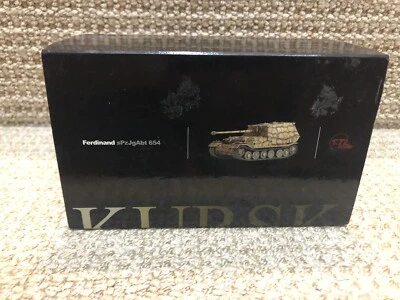 Ferdinand sPzJgAbt 654
KURSK